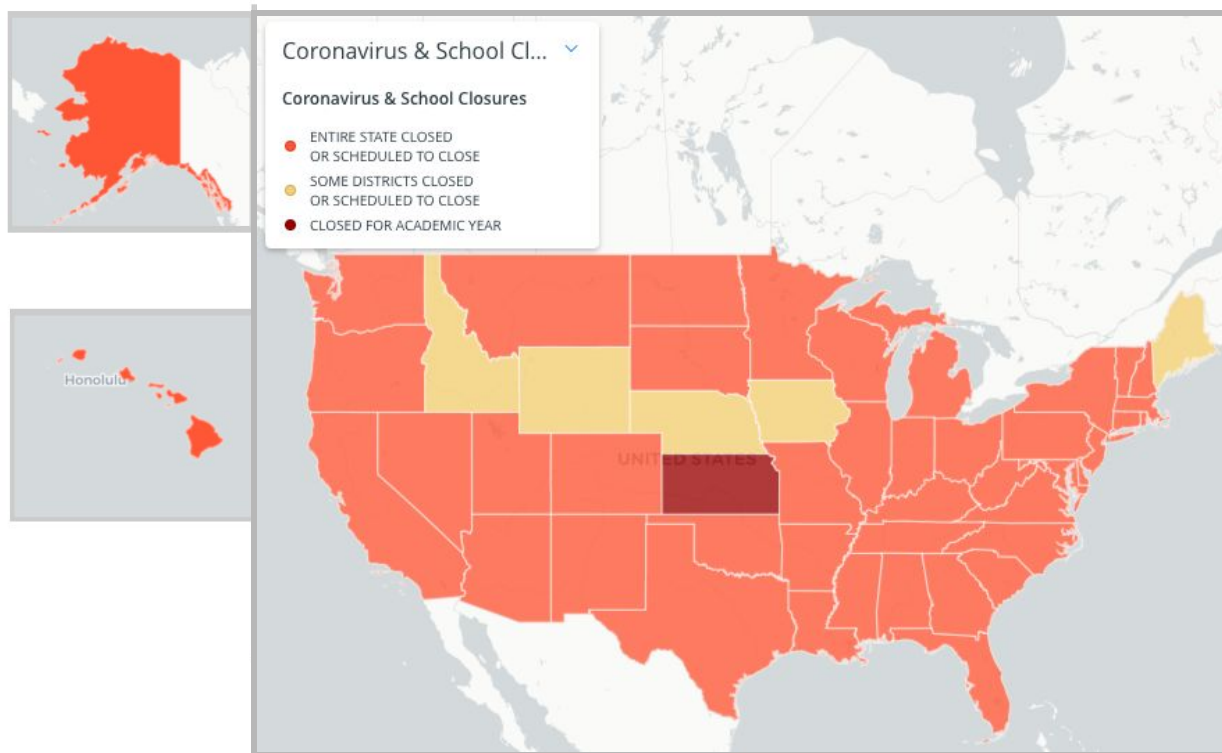 Coronavirus & School Cl...
Coronavirus & School Closures
ENTIRE STATE CLOSED
OR SCHEDULED TO CLOSE
SOME DISTRICTS CLOSED
OR SCHEDULED TO CLOSE
CLOSED FOR ACADEMIC YEAR
Honolulu
UNITED STATES